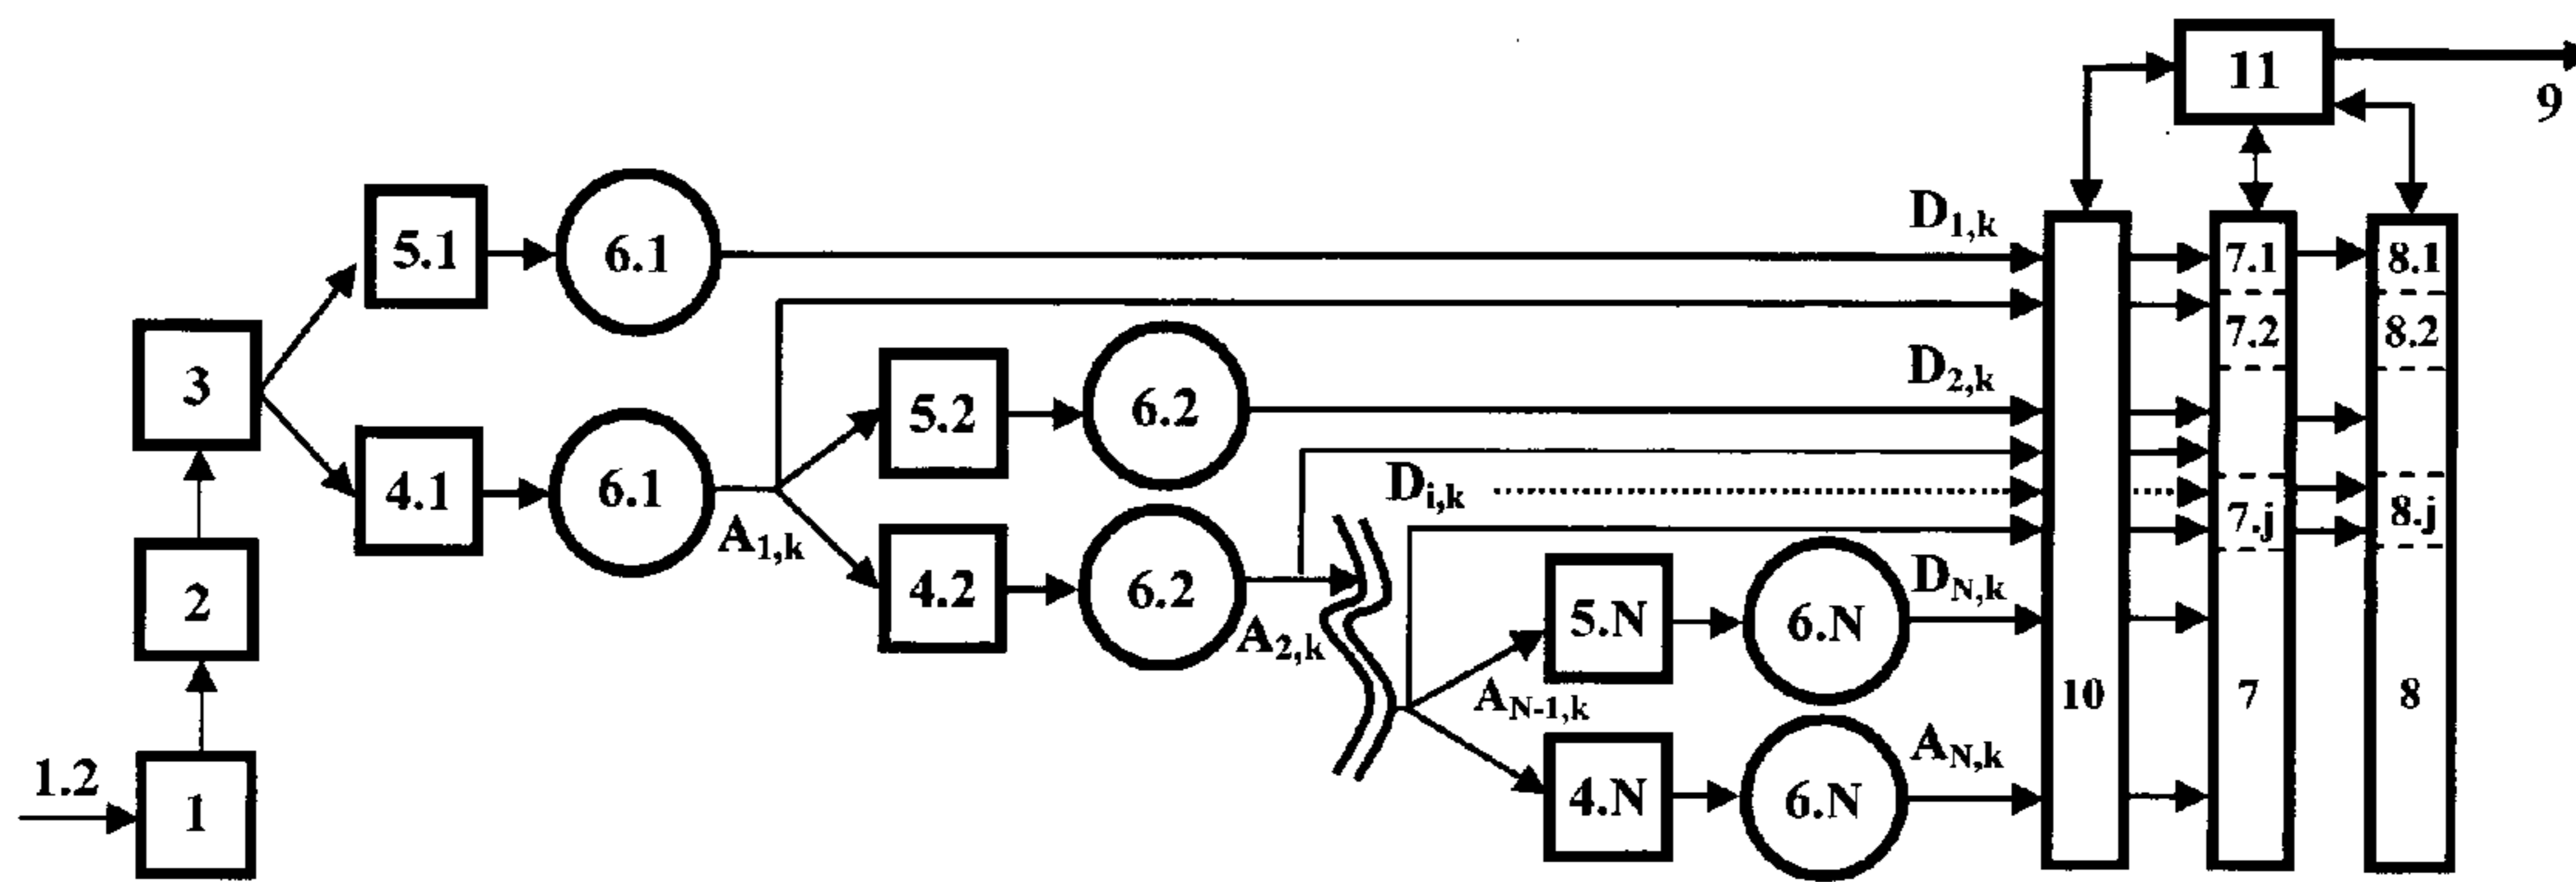 11
9
D1,k
5.1
6.1
7.1
8.1
7.2
8.2
3
D2,k
5.2
6.2
4.1
6.1
A1,k
Di,k
7.j
8.j
2
4.2
6.2
A2,k
5.N
6.N
DN,k
AN-1,k
10
7
8
1.2
1
4.N
6.N
AN,k